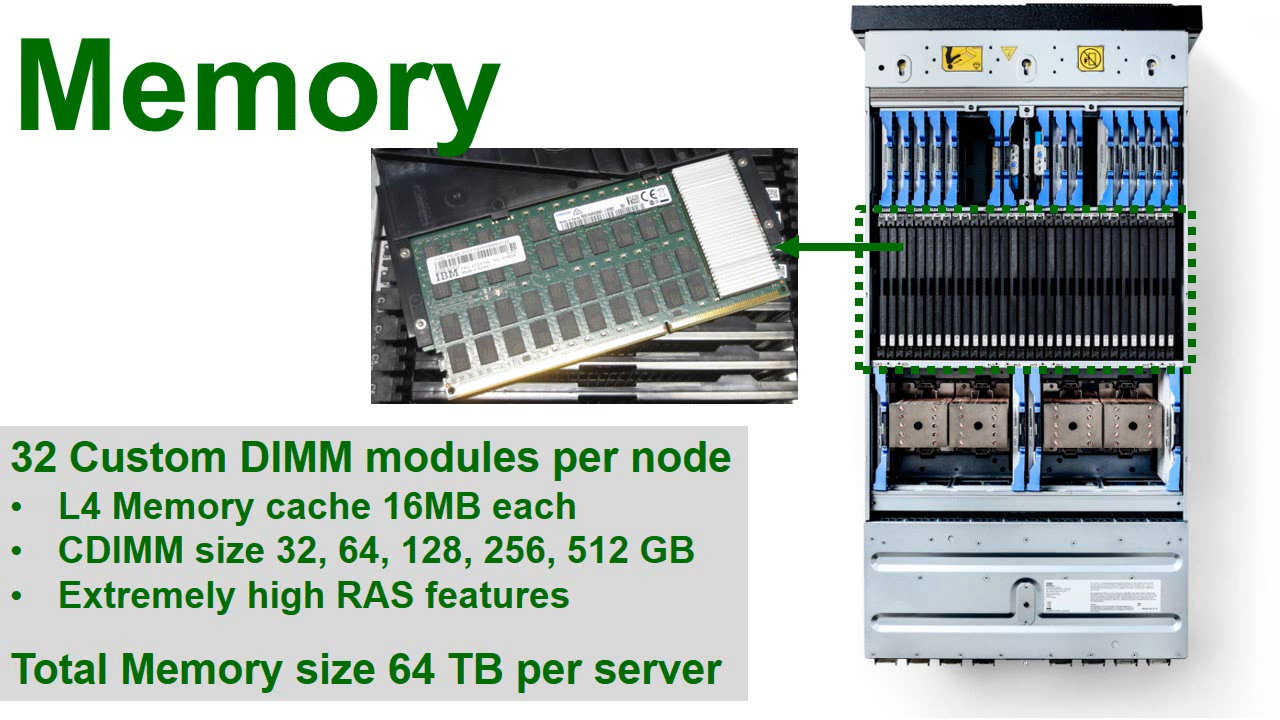 Memory
IBM
32 Custom DIMM modules per node
• L4 Memory cache 16MB each
• CDIMM size 32, 64, 128, 256, 512 GB
• Extremely high RAS features
Total Memory size 64 TB per server